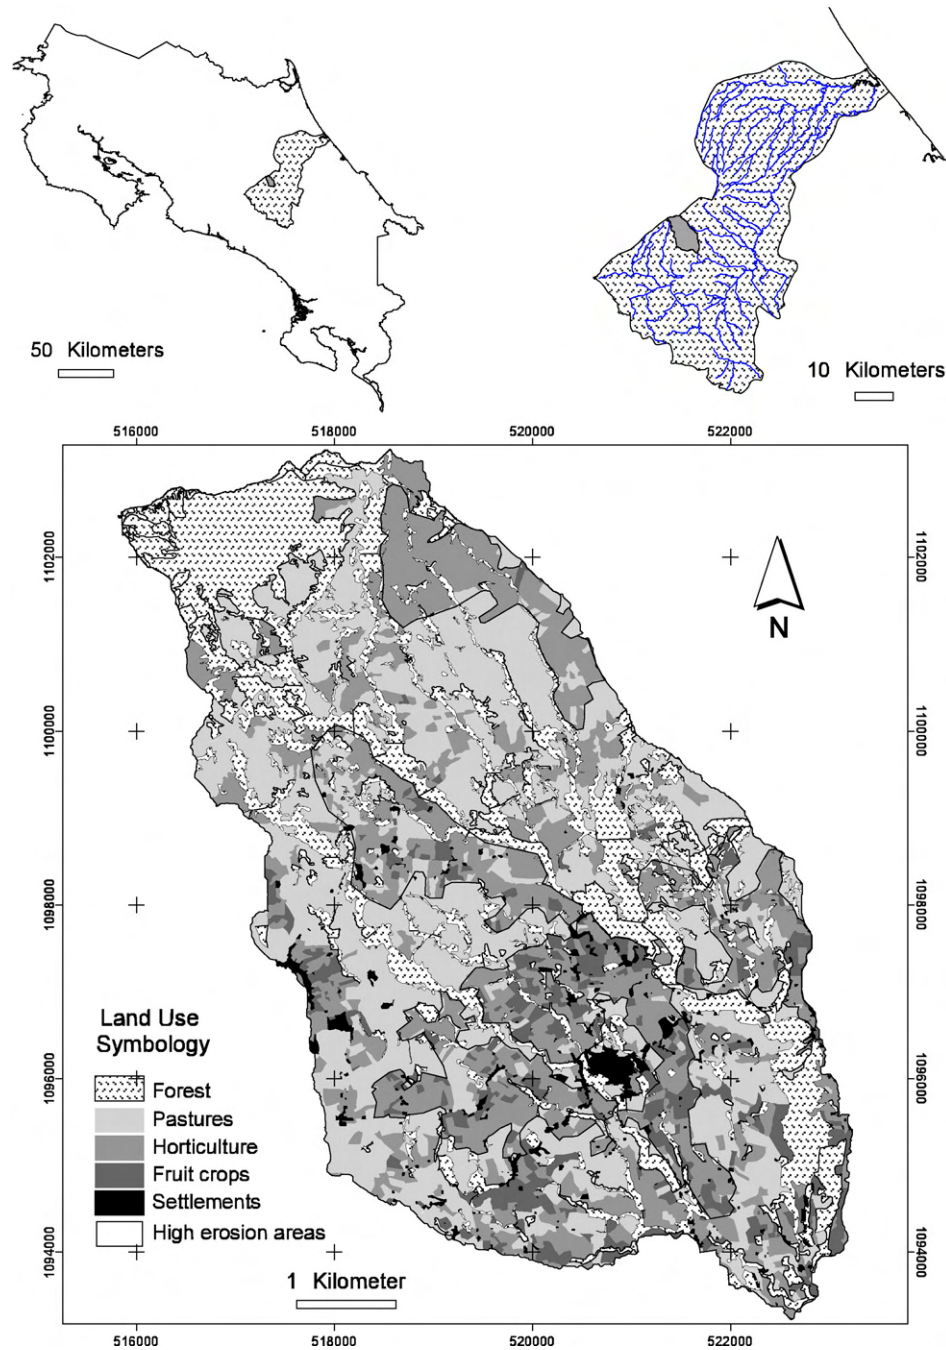 50 Kilometers
10 Kilometers
516000
518000
520000
522000
1102000
1102000
N
1100000
1100000
1098000
1098000
Land Use
Symbology
Forest
Pastures
Horticulture
Fruit crops
Settlements
High erosion areas
1096000
1096000
1094000
1094000
1 Kilometer
516000
518000
520000
522000